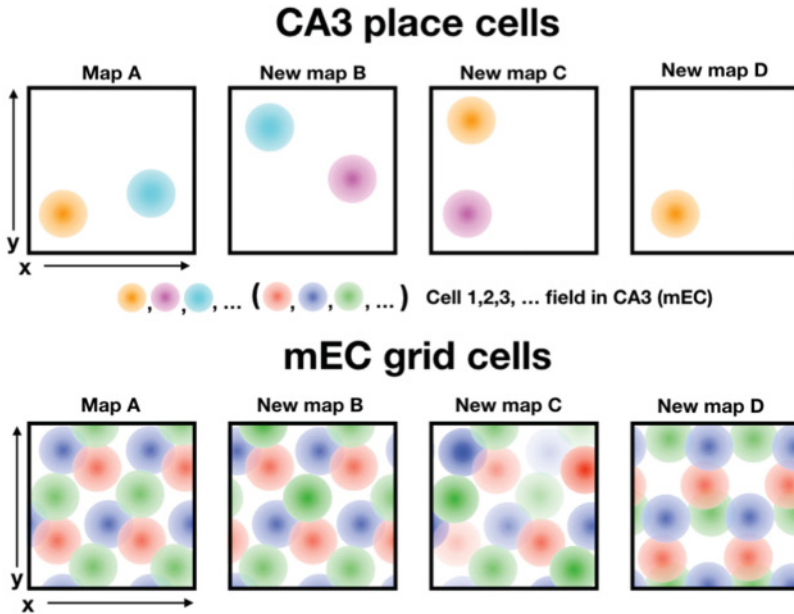 CA3 place cells
Map A New map B New map C New map D
y
x
, , , ... ( , , , ... ) Cell 1,2,3, ... field in CA3 (mEC)
mEC grid cells
Map A New map B New map C New map D
y
x